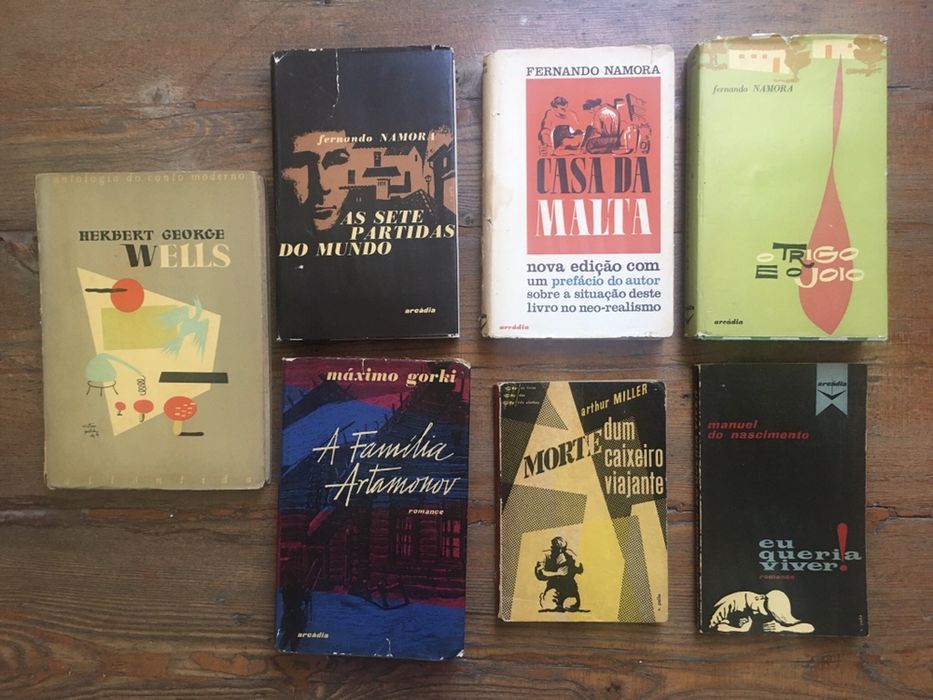 antologia do conto moderno
HERBERT GEORGE
WELLS
fernando NAMORA
AS SETE
PARTIDAS
DO MUNDO
arcádia
FERNANDO NAMORA
CASA DA
MALTA
nova edição com
um prefácio do autor
sobre a situação deste
livro no neo-realismo
arcádia
fernando NAMORA
O TRIGO
E O JOIO
arcádia
máximo gorki
A Família
Artamonov
romance
arcádia
arthur MILLER
MORTE
dum
caixeiro
viajante
arcádia
manuel
do nascimento
eu
queria
viver!
romance